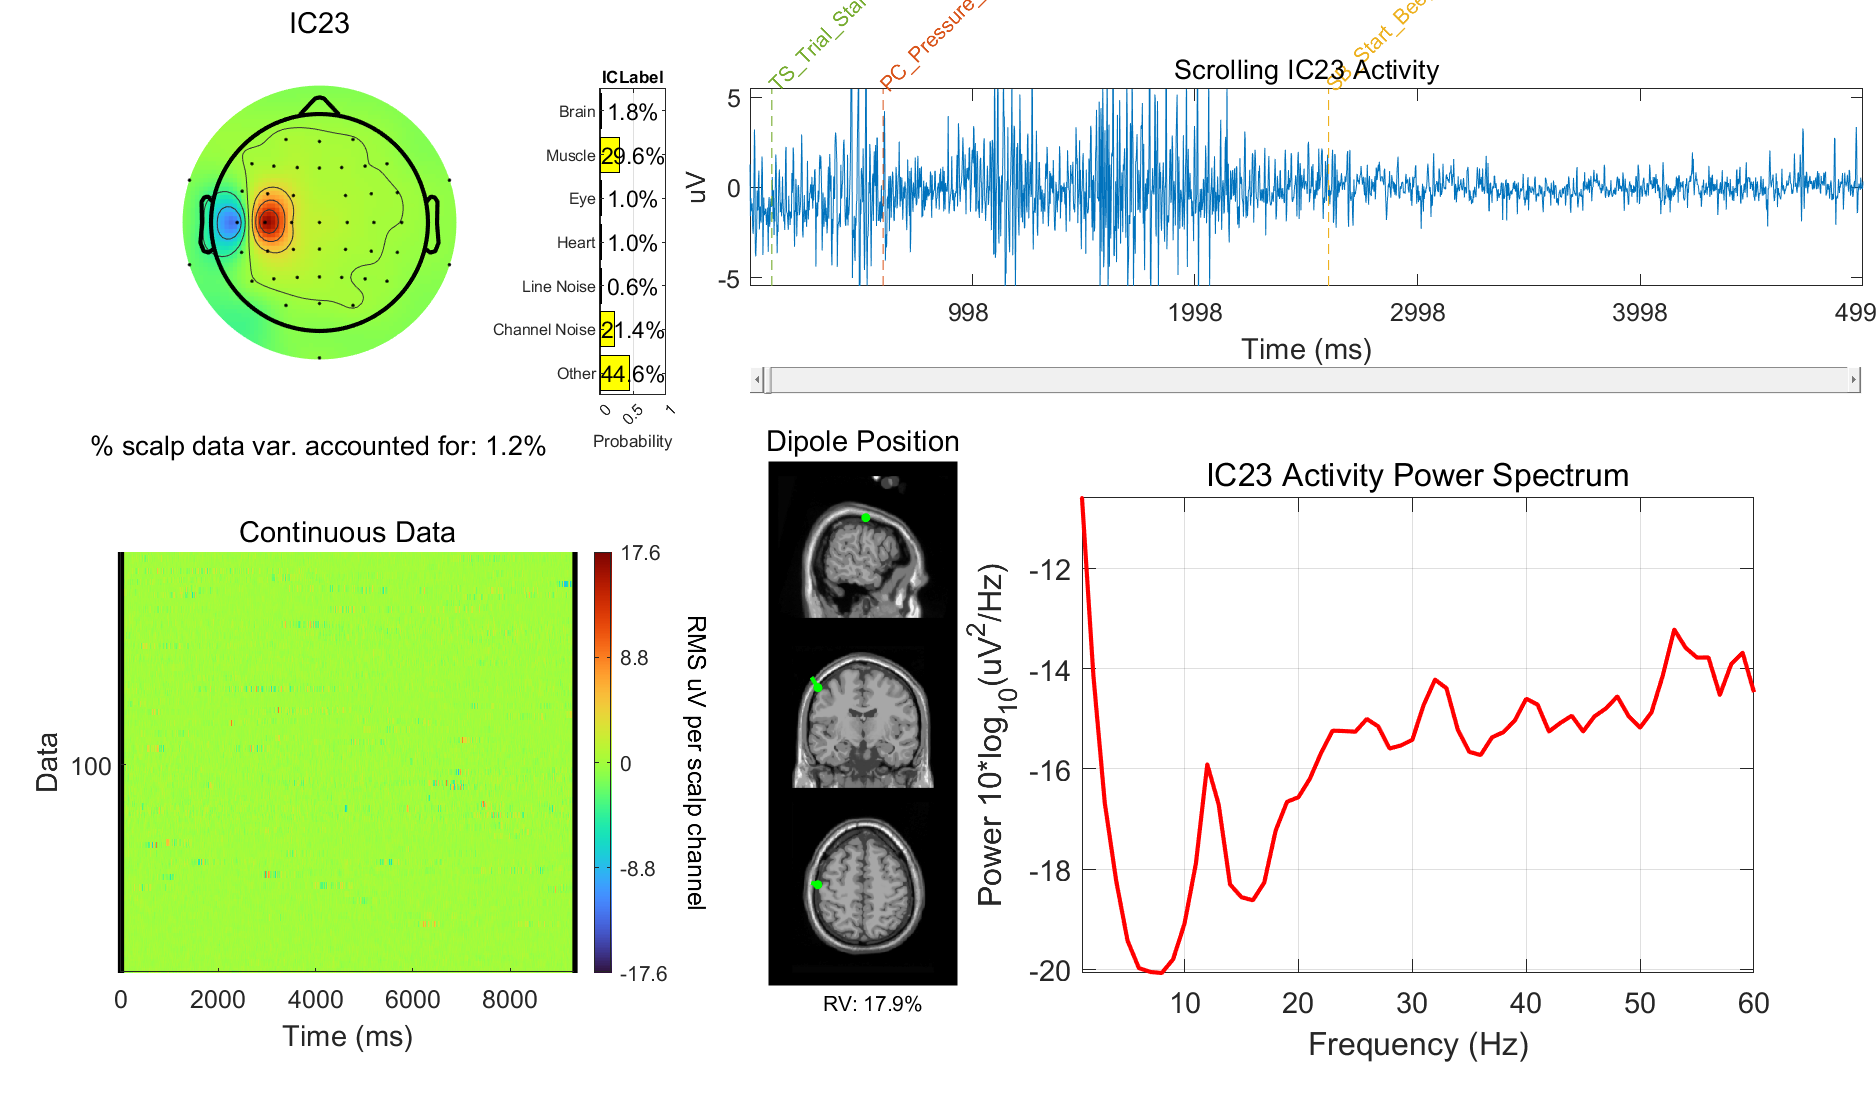 IC23
ICLabel
Brain 1.8%
Muscle 29.6%
Eye 1.0%
Heart 1.0%
Line Noise 0.6%
Channel Noise 21.4%
Other 44.6%
0 0.5 1
Probability
% scalp data var. accounted for: 1.2%
TS_Trial_Star
PC_Pressure_
SB_Start_Bee
Scrolling IC23 Activity
uV
5
0
-5
998 1998 2998 3998 499
Time (ms)
Continuous Data
Data
100
0 2000 4000 6000 8000
Time (ms)
17.6
8.8
0
-8.8
-17.6
RMS uV per scalp channel
Dipole Position
RV: 17.9%
IC23 Activity Power Spectrum
Power 10*log10(uV2/Hz)
-12
-14
-16
-18
-20
10 20 30 40 50 60
Frequency (Hz)